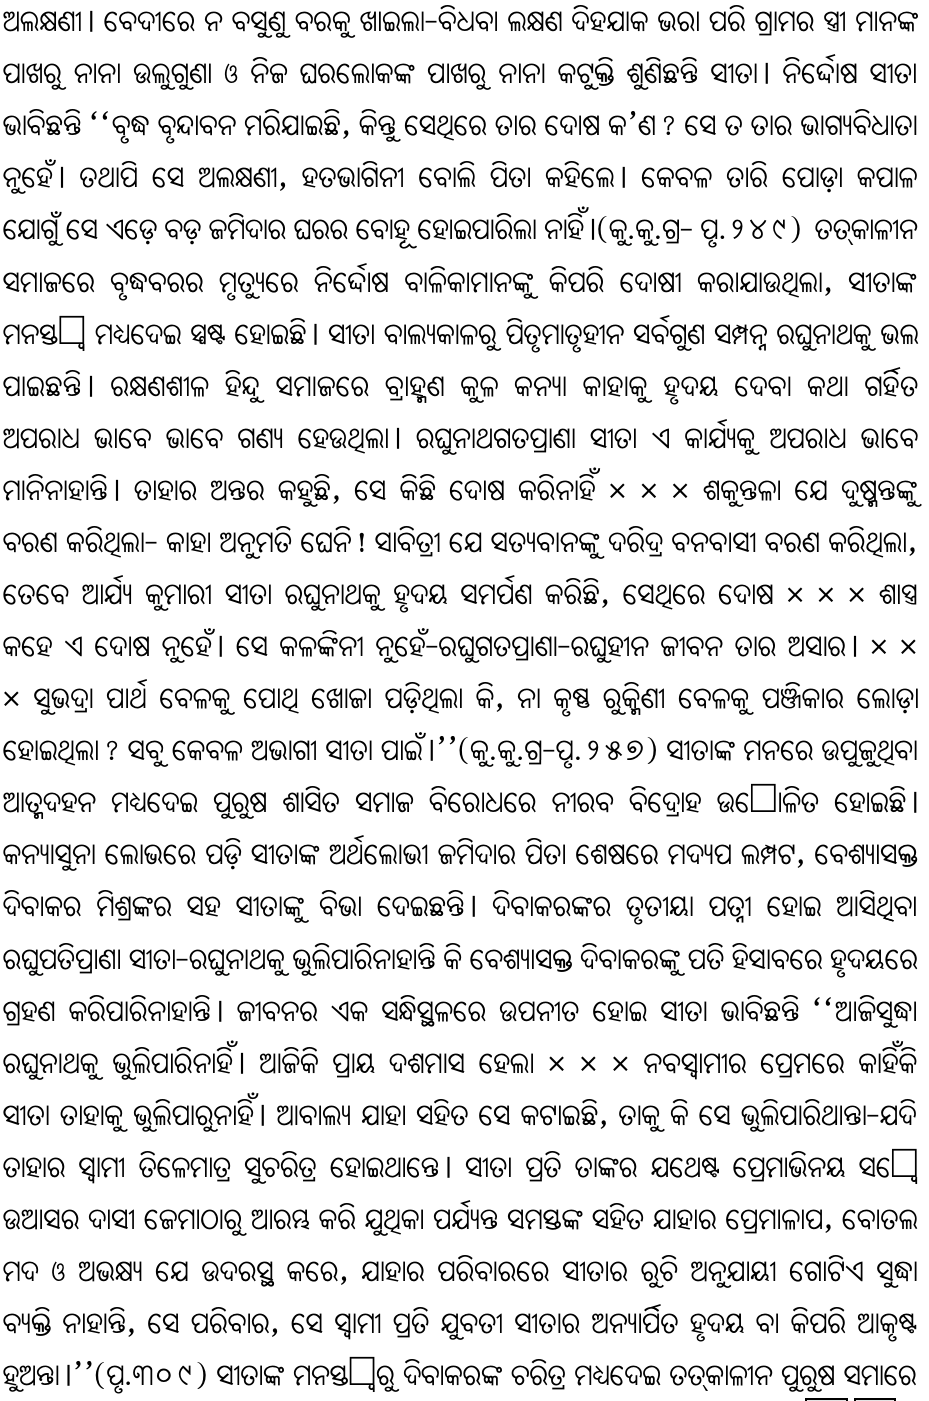 ଅଲକ୍ଷଣୀ। ବେଦୀରେ ନ ବସୁଣୁ ବରକୁ ଖାଇଲା-ବିଧବା ଲକ୍ଷଣ ଦିହଯାକ ଭରା ପରି ଗ୍ରାମର ସ୍ତ୍ରୀ ମାନଙ୍କ
ପାଖରୁ ନାନା ଉଲୁଗୁଣା ଓ ନିଜ ଘରଲୋକଙ୍କ ପାଖରୁ ନାନା କଟୁକ୍ତି ଶୁଣିଛନ୍ତି ସୀତା। ନିର୍ଦ୍ଦୋଷ ସୀତା
ଭାବିଛନ୍ତି ‘‘ବୃଦ୍ଧ ବୃନ୍ଦାବନ ମରିଯାଇଛି, କିନ୍ତୁ ସେଥିରେ ତାର ଦୋଷ କ’ଣ ? ସେ ତ ତାର ଭାଗ୍ୟବିଧାତା
ନୁହେଁ। ତଥାପି ସେ ଅଲକ୍ଷଣୀ, ହତଭାଗିନୀ ବୋଲି ପିତା କହିଲେ। କେବଳ ତାରି ପୋଡ଼ା କପାଳ
ଯୋଗୁଁ ସେ ଏଡ଼େ ବଡ଼ ଜମିଦାର ଘରର ବୋହୂ ହୋଇପାରିଲା ନାହିଁ।(କୁ.କୁ.ଗ୍ର- ପୃ.୨୪୯) ତତ୍କାଳୀନ
ସମାଜରେ ବୃଦ୍ଧବରର ମୃତ୍ୟୁରେ ନିର୍ଦ୍ଦୋଷ ବାଳିକାମାନଙ୍କୁ କିପରି ଦୋଷୀ କରାଯାଉଥିଲା, ସୀତାଙ୍କ
ମନସ୍ତ ମଧ୍ୟଦେଇ ସ୍ପଷ୍ଟ ହୋଇଛି। ସୀତା ବାଲ୍ୟକାଳରୁ ପିତୃମାତୃହୀନ ସର୍ବଗୁଣ ସମ୍ପନ୍ନ ରଘୁନାଥକୁ ଭଲ
ପାଇଛନ୍ତି। ରକ୍ଷଣଶୀଳ ହିନ୍ଦୁ ସମାଜରେ ବ୍ରାହ୍ମଣ କୁଳ କନ୍ୟା କାହାକୁ ହୃଦୟ ଦେବା କଥା ଗର୍ହିତ
ଅପରାଧ ଭାବେ ଭାବେ ଗଣ୍ୟ ହେଉଥିଲା। ରଘୁନାଥଗତପ୍ରାଣା ସୀତା ଏ କାର୍ଯ୍ୟକୁ ଅପରାଧ ଭାବେ
ମାନିନାହାନ୍ତି। ତାହାର ଅନ୍ତର କହୁଛି, ସେ କିଛି ଦୋଷ କରିନାହିଁ × × × ଶକୁନ୍ତଳା ଯେ ଦୁଷ୍ମନ୍ତଙ୍କୁ
ବରଣ କରିଥିଲା- କାହା ଅନୁମତି ଘେନି ! ସାବିତ୍ରୀ ଯେ ସତ୍ୟବାନଙ୍କୁ ଦରିଦ୍ର ବନବାସୀ ବରଣ କରିଥିଲା,
ତେବେ ଆର୍ଯ୍ୟ କୁମାରୀ ସୀତା ରଘୁନାଥକୁ ହୃଦୟ ସମର୍ପଣ କରିଛି, ସେଥିରେ ଦୋଷ × × × ଶାସ୍ତ୍ର
କହେ ଏ ଦୋଷ ନୁହେଁ। ସେ କଳଙ୍କିନୀ ନୁହେଁ-ରଘୁଗତପ୍ରାଣା-ରଘୁହୀନ ଜୀବନ ତାର ଅସାର। × ×
× ସୁଭଦ୍ରା ପାର୍ଥ ବେଳକୁ ପୋଥି ଖୋଜା ପଡ଼ିଥିଲା କି, ନା କୃଷ୍ଣ ରୁକ୍ମିଣୀ ବେଳକୁ ପଞ୍ଜିକାର ଲୋଡ଼ା
ହୋଇଥିଲା ? ସବୁ କେବଳ ଅଭାଗୀ ସୀତା ପାଇଁ।’’(କୁ.କୁ.ଗ୍ର-ପୃ.୨୫୭) ସୀତାଙ୍କ ମନରେ ଉପୁଜୁଥିବା
ଆତ୍ମଦହନ ମଧ୍ୟଦେଇ ପୁରୁଷ ଶାସିତ ସମାଜ ବିରୋଧରେ ନୀରବ ବିଦ୍ରୋହ ହୋଇଛି।
କନ୍ୟାସୁନା ଲୋଭରେ ପଡ଼ି ସୀତାଙ୍କ ଅର୍ଥଲୋଭୀ ଜମିଦାର ପିତା ଶେଷରେ ମଦ୍ୟପ ଲମ୍ପଟ, ବେଶ୍ୟାସକ୍ତ
ଦିବାକର ମିଶ୍ରଙ୍କର ସହ ସୀତାଙ୍କୁ ବିଭା ଦେଇଛନ୍ତି। ଦିବାକରଙ୍କର ତୃତୀୟା ପତ୍ନୀ ହୋଇ ଆସିଥିବା
ରଘୁପତିପ୍ରାଣା ସୀତା-ରଘୁନାଥକୁ ଭୁଲିପାରିନାହାନ୍ତି କି ବେଶ୍ୟାସକ୍ତ ଦିବାକରଙ୍କୁ ପତି ହିସାବରେ ହୃଦୟରେ
ଗ୍ରହଣ କରିପାରିନାହାନ୍ତି। ଜୀବନର ଏକ ସନ୍ଧିସ୍ଥଳରେ ଉପନୀତ ହୋଇ ସୀତା ଭାବିଛନ୍ତି ‘‘ଆଜିସୁଦ୍ଧା
ରଘୁନାଥକୁ ଭୁଲିପାରିନାହିଁ। ଆଜିକି ପ୍ରାୟ ଦଶମାସ ହେଲା × × × ନବସ୍ୱାମୀର ପ୍ରେମରେ କାହିଁକି
ସୀତା ତାହାକୁ ଭୁଲିପାରୁନାହିଁ। ଆବାଲ୍ୟ ଯାହା ସହିତ ସେ କଟାଇଛି, ତାକୁ କି ସେ ଭୁଲିପାରିଥାନ୍ତା-ଯଦି
ତାହାର ସ୍ୱାମୀ ତିଳେମାତ୍ର ସୁଚରିତ୍ର ହୋଇଥାନ୍ତେ। ସୀତା ପ୍ରତି ତାଙ୍କର ଯଥେଷ୍ଟ ପ୍ରେମାଭିନୟ
ଉଆସର ଦାସୀ ଜେମାଠାରୁ ଆରମ୍ଭ କରି ଯୁଥିକା ପର୍ଯ୍ୟନ୍ତ ସମସ୍ତଙ୍କ ସହିତ ଯାହାର ପ୍ରେମାଳାପ, ବୋତଲ
ମଦ ଓ ଅଭକ୍ଷ୍ୟ ଯେ ଉଦରସ୍ଥ କରେ, ଯାହାର ପରିବାରରେ ସୀତାର ରୁଚି ଅନୁଯାୟୀ ଗୋଟିଏ ସୁଦ୍ଧା
ବ୍ୟକ୍ତି ନାହାନ୍ତି, ସେ ପରିବାର, ସେ ସ୍ୱାମୀ ପ୍ରତି ଯୁବତୀ ସୀତାର ଅନ୍ୟାର୍ପିତ ହୃଦୟ ବା କିପରି ଆକୃଷ୍ଟ
ହୁଅନ୍ତା।’’(ପୃ.୩୦୯) ସୀତାଙ୍କ ଦିବାକରଙ୍କ ଚରିତ୍ର ମଧ୍ୟଦେଇ ତତ୍କାଳୀନ ପୁରୁଷ ସମାରେ